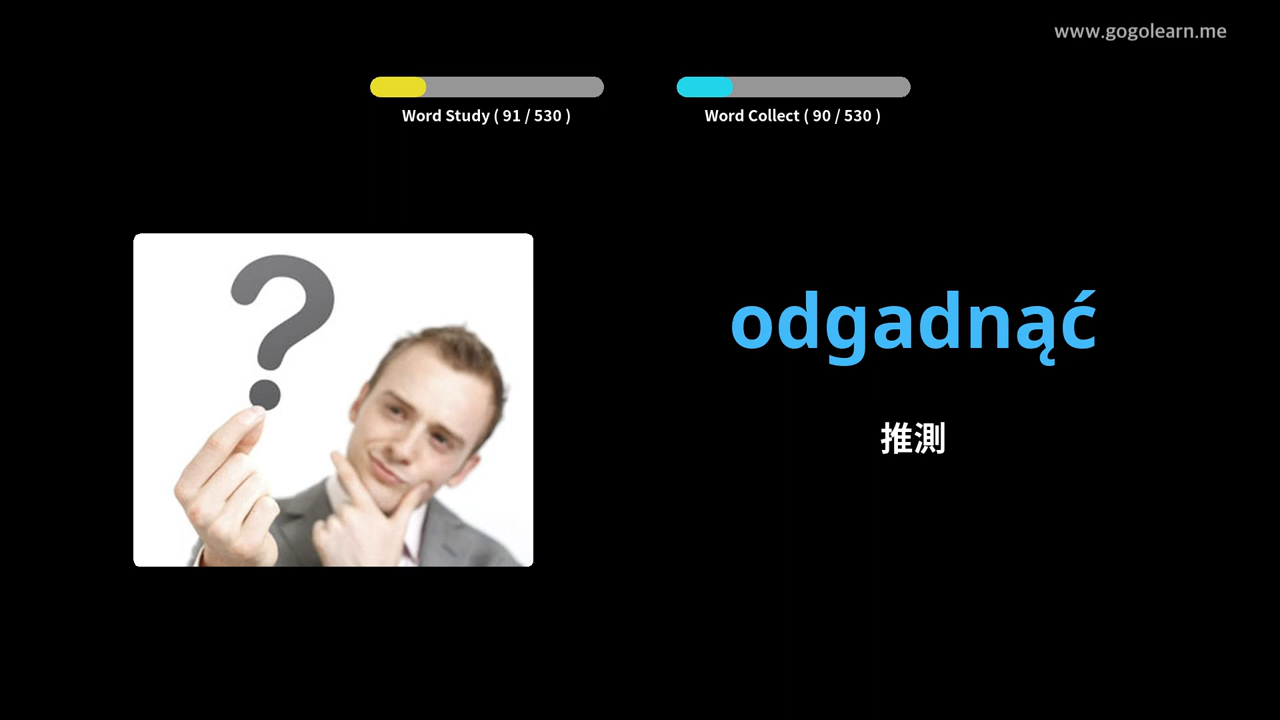 www.gogolearn.me
Word Study ( 91 / 530 )
Word Collect ( 90 / 530 )
?
odgadnąć
推測